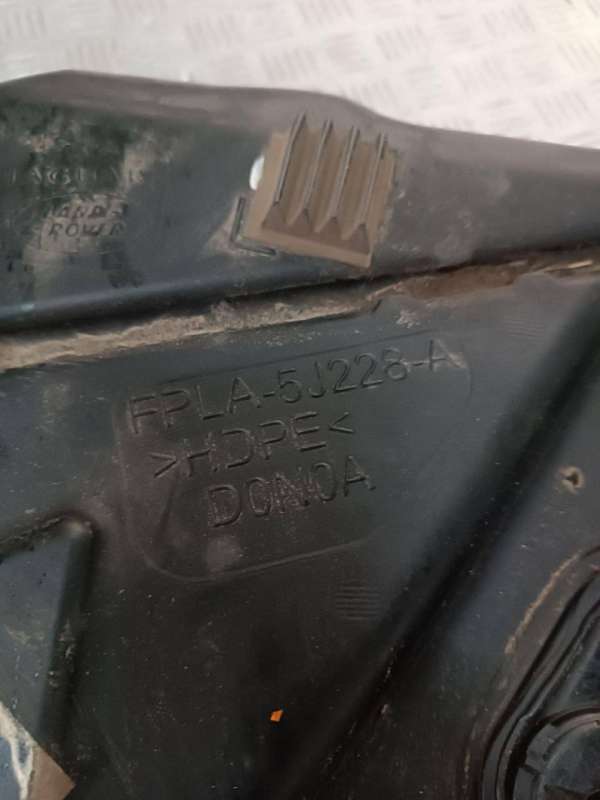 JAGUAR
LAND-
ROVER
FPLA-5J228-A
>HDPE<
DONOA